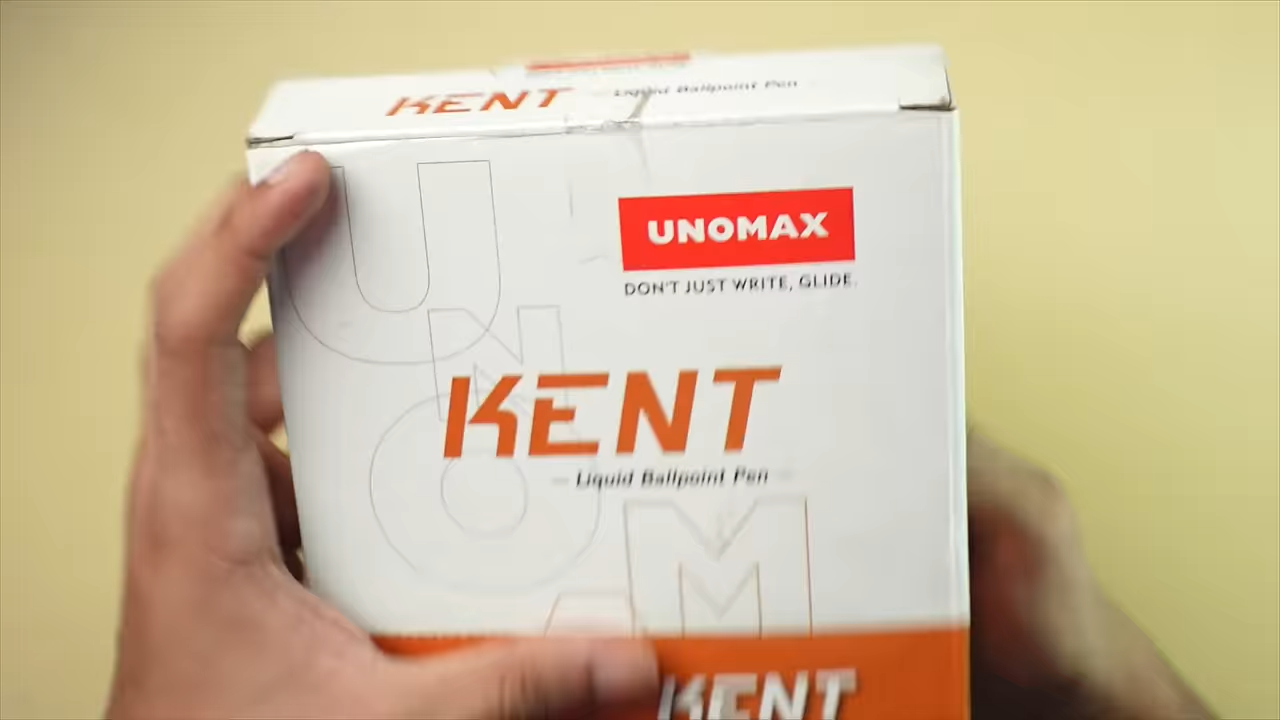 KENT
Liquid Ballpoint Pen
UNOMAX
DON'T JUST WRITE, GLIDE.
U
N
O
M
KENT
Liquid Ballpoint Pen
KENT